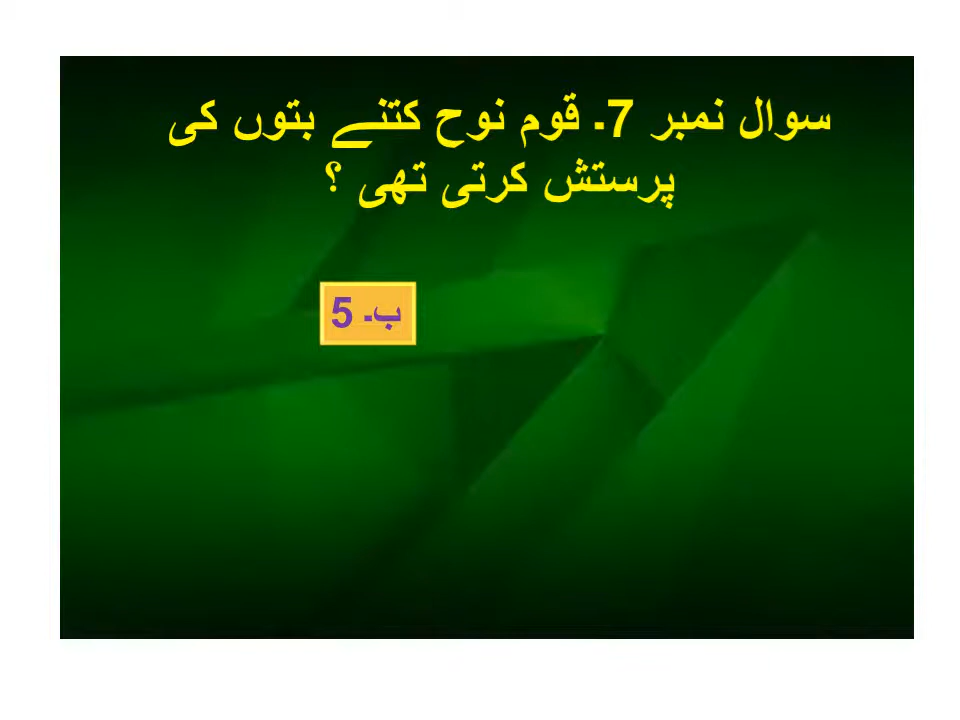 سوال نمبر 7۔ قوم نوح کتنے بتوں کی
پرستش کرتی تھی ؟
ب۔ 5